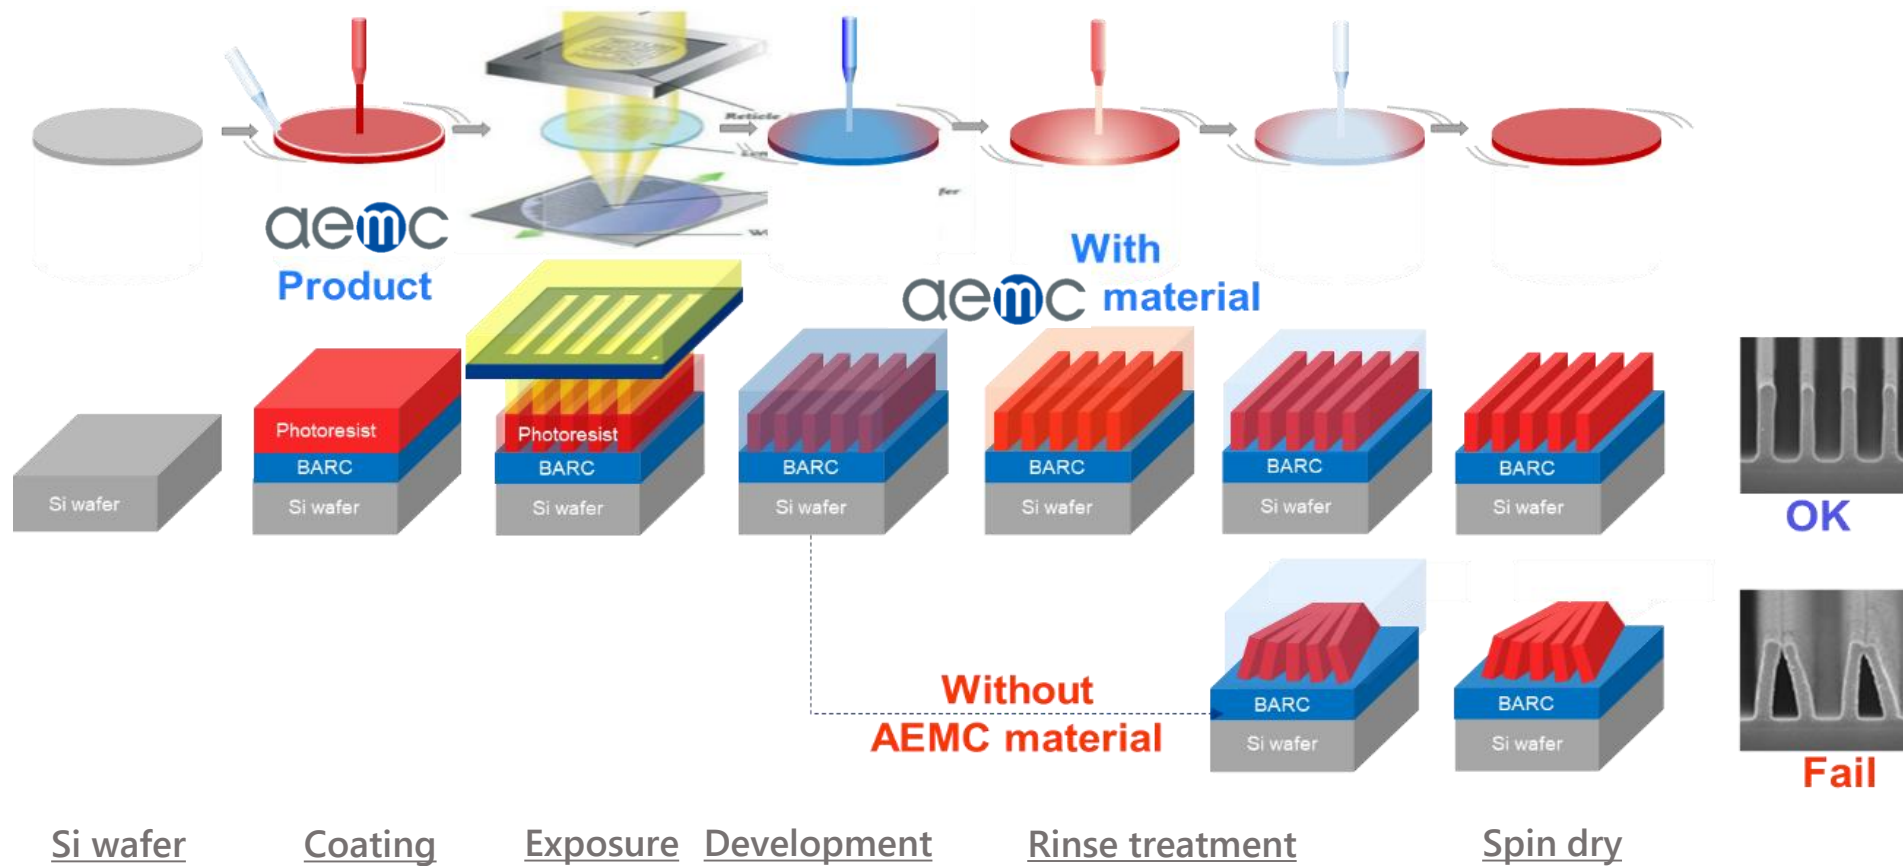 Reticle
fer
aemc
Product
With
aemc material
Photoresist
BARC
Si wafer
Photoresist
BARC
Si wafer
BARC
Si wafer
BARC
Si wafer
BARC
Si wafer
BARC
Si wafer
Si wafer
OK
Without
AEMC material
BARC
Si wafer
BARC
Si wafer
Fail
Si wafer Coating Exposure Development Rinse treatment Spin dry